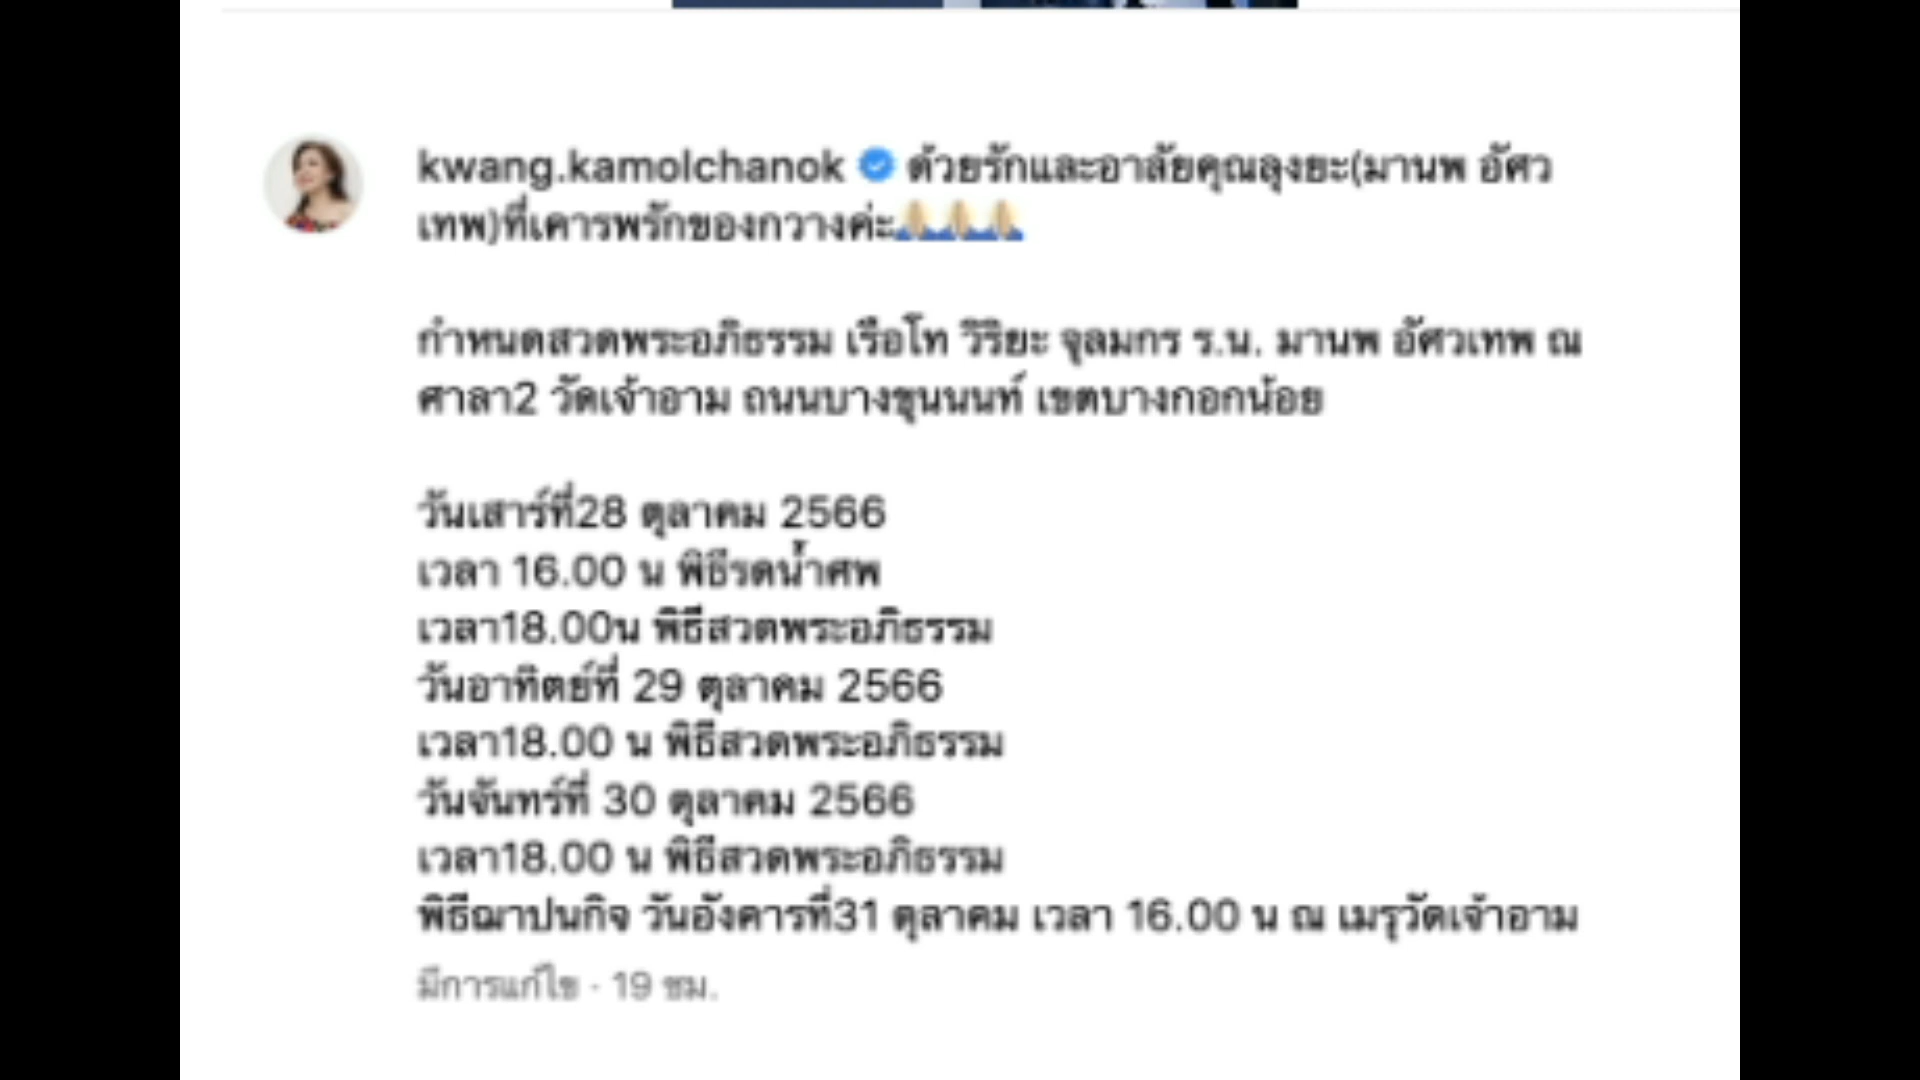 kwang.kamolchanok ด้วยรักและอาลัยคุณลุงยะ(มานพ อัศว
เทพ)ที่เคารพรักของกวางค่ะ🙏🏻🙏🏻🙏🏻
กำหนดสวดพระอภิธรรม เรือโท วิริยะ จุลมกร ร.น. มานพ อัศวเทพ ณ
ศาลา2 วัดเจ้าอาม ถนนบางขุนนนท์ เขตบางกอกน้อย
วันเสาร์ที่28 ตุลาคม 2566
เวลา 16.00 น พิธีรดน้ำศพ
เวลา18.00น พิธีสวดพระอภิธรรม
วันอาทิตย์ที่ 29 ตุลาคม 2566
เวลา18.00 น พิธีสวดพระอภิธรรม
วันจันทร์ที่ 30 ตุลาคม 2566
เวลา18.00 น พิธีสวดพระอภิธรรม
พิธีฌาปนกิจ วันอังคารที่31 ตุลาคม เวลา 16.00 น ณ เมรุวัดเจ้าอาม
มีการแก้ไข · 19 ชม.